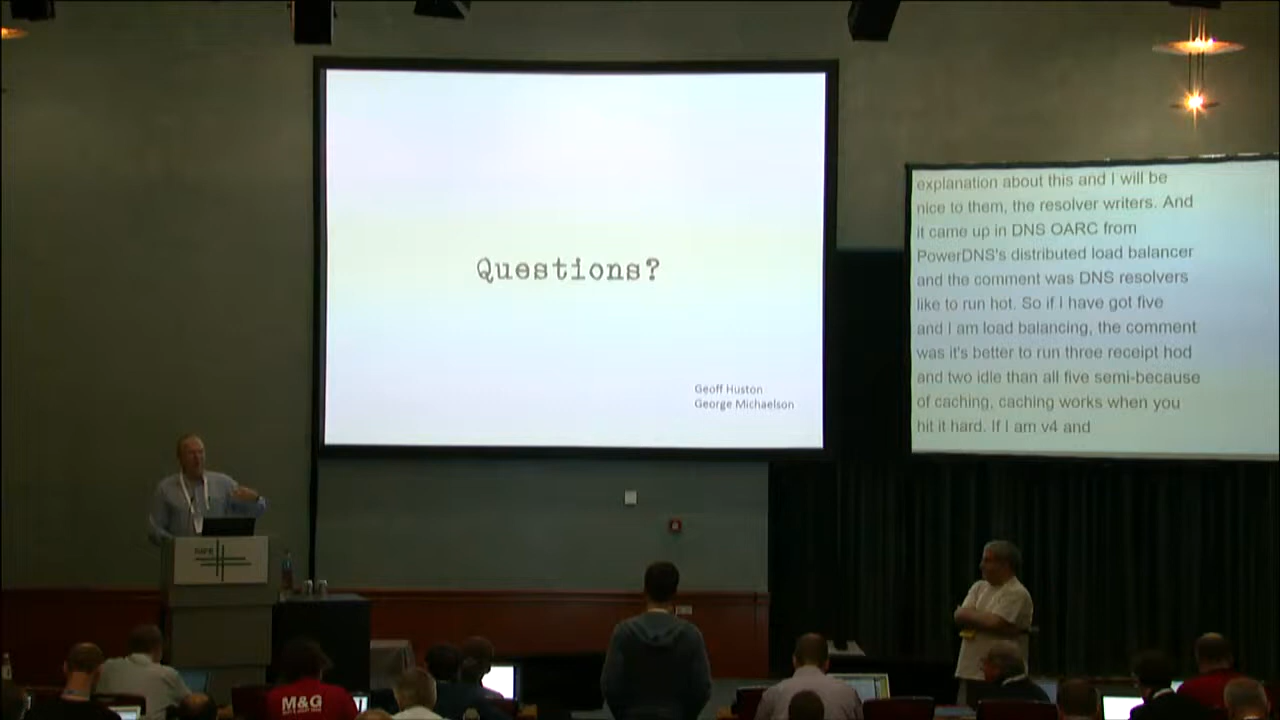 Questions?
Geoff Huston
George Michaelson
explanation about this and I will be
nice to them, the resolver writers. And
it came up in DNS OARC from
PowerDNS's distributed load balancer
and the comment was DNS resolvers
like to run hot. So if I have got five
and I am load balancing, the comment
was it's better to run three receipt hod
and two idle than all five semi-because
of caching, caching works when you
hit it hard. If I am v4 and
M&G